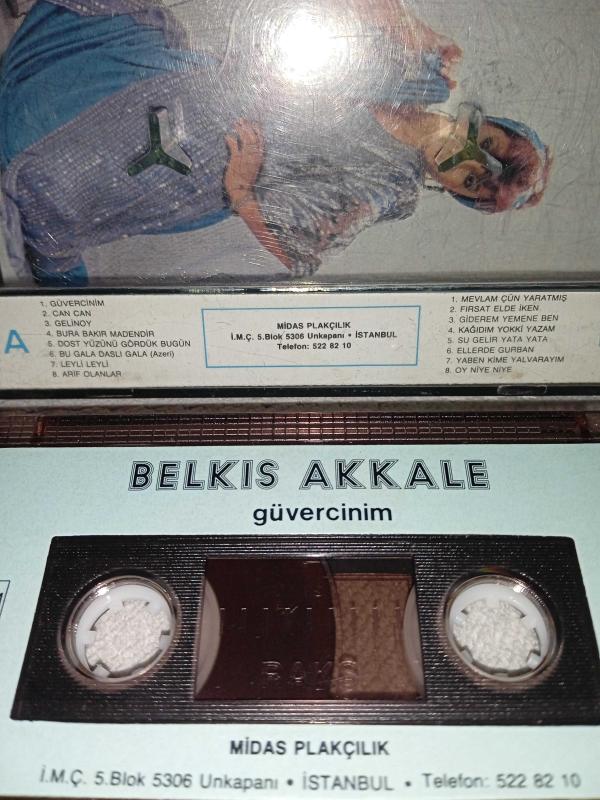 A
1. GÜVERCİNİM
2. CAN CAN
3. GELİNOY
4. BURA BAKIR MADENDİR
5. DOST YÜZÜNÜ GÖRDÜK BUGÜN
6. BU GALA DASLI GALA (Azeri)
7. LEYLİ LEYLİ
8. ARİF OLANLAR
MİDAS PLAKÇILIK
İ.M.Ç. 5.Blok 5306 Unkapanı • İSTANBUL
Telefon: 522 82 10
1. MEVLAM ÇÜN YARATMIŞ
2. FIRSAT ELDE İKEN
3. GİDEREM YEMENE BEN
4. KAĞIDIM YOKKİ YAZAM
5. SU GELIR YATA YATA
6. ELLERDE GURBAN
7. YABEN KİME YALVARAYIM
8. OY NİYE NİYE
BELKIS AKKALE
güvercinim
RAKS
MİDAS PLAKÇILIK
İ.M.Ç. 5.Blok 5306 Unkapanı • İSTANBUL • Telefon: 522 82 10